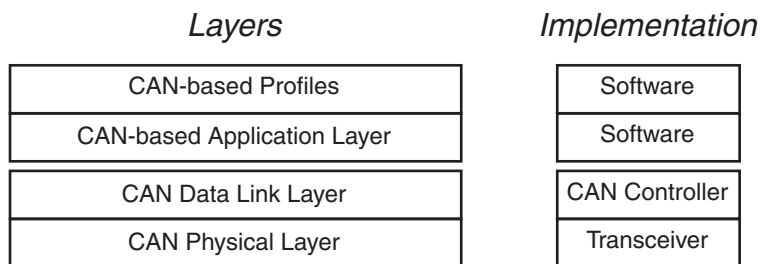 Layers Implementation
CAN-based Profiles Software
CAN-based Application Layer Software
CAN Data Link Layer CAN Controller
CAN Physical Layer Transceiver